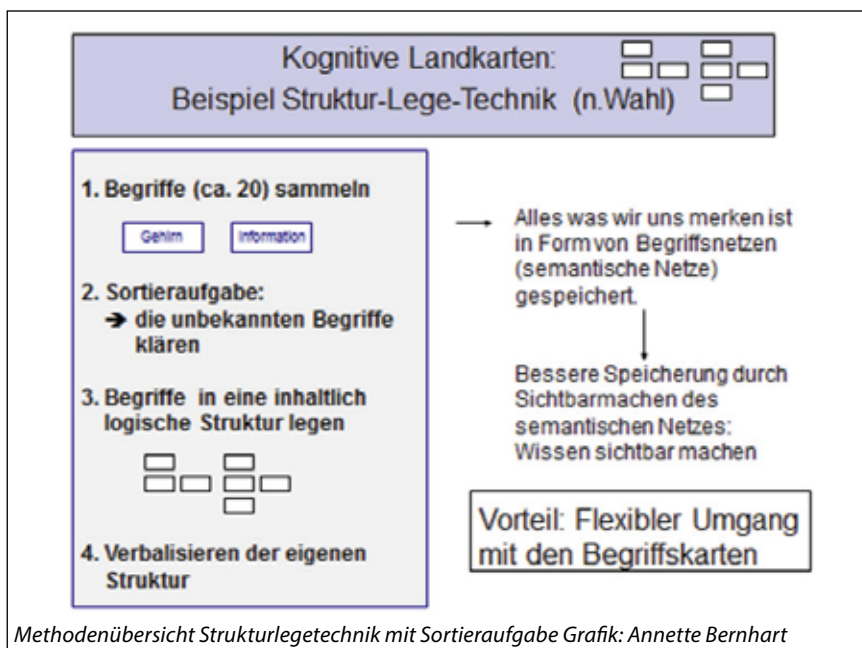 Kognitive Landkarten:
Beispiel Struktur-Lege-Technik (n.Wahl)
1. Begriffe (ca. 20) sammeln
Gehirn Information
2. Sortieraufgabe:
➔ die unbekannten Begriffe
klären
3. Begriffe in eine inhaltlich
logische Struktur legen
4. Verbalisieren der eigenen
Struktur
Alles was wir uns merken ist
in Form von Begriffsnetzen
(semantische Netze)
gespeichert.
Bessere Speicherung durch
Sichtbarmachen des
semantischen Netzes:
Wissen sichtbar machen
Vorteil: Flexibler Umgang
mit den Begriffskarten
Methodenübersicht Strukturlegetechnik mit Sortieraufgabe Grafik: Annette Bernhart